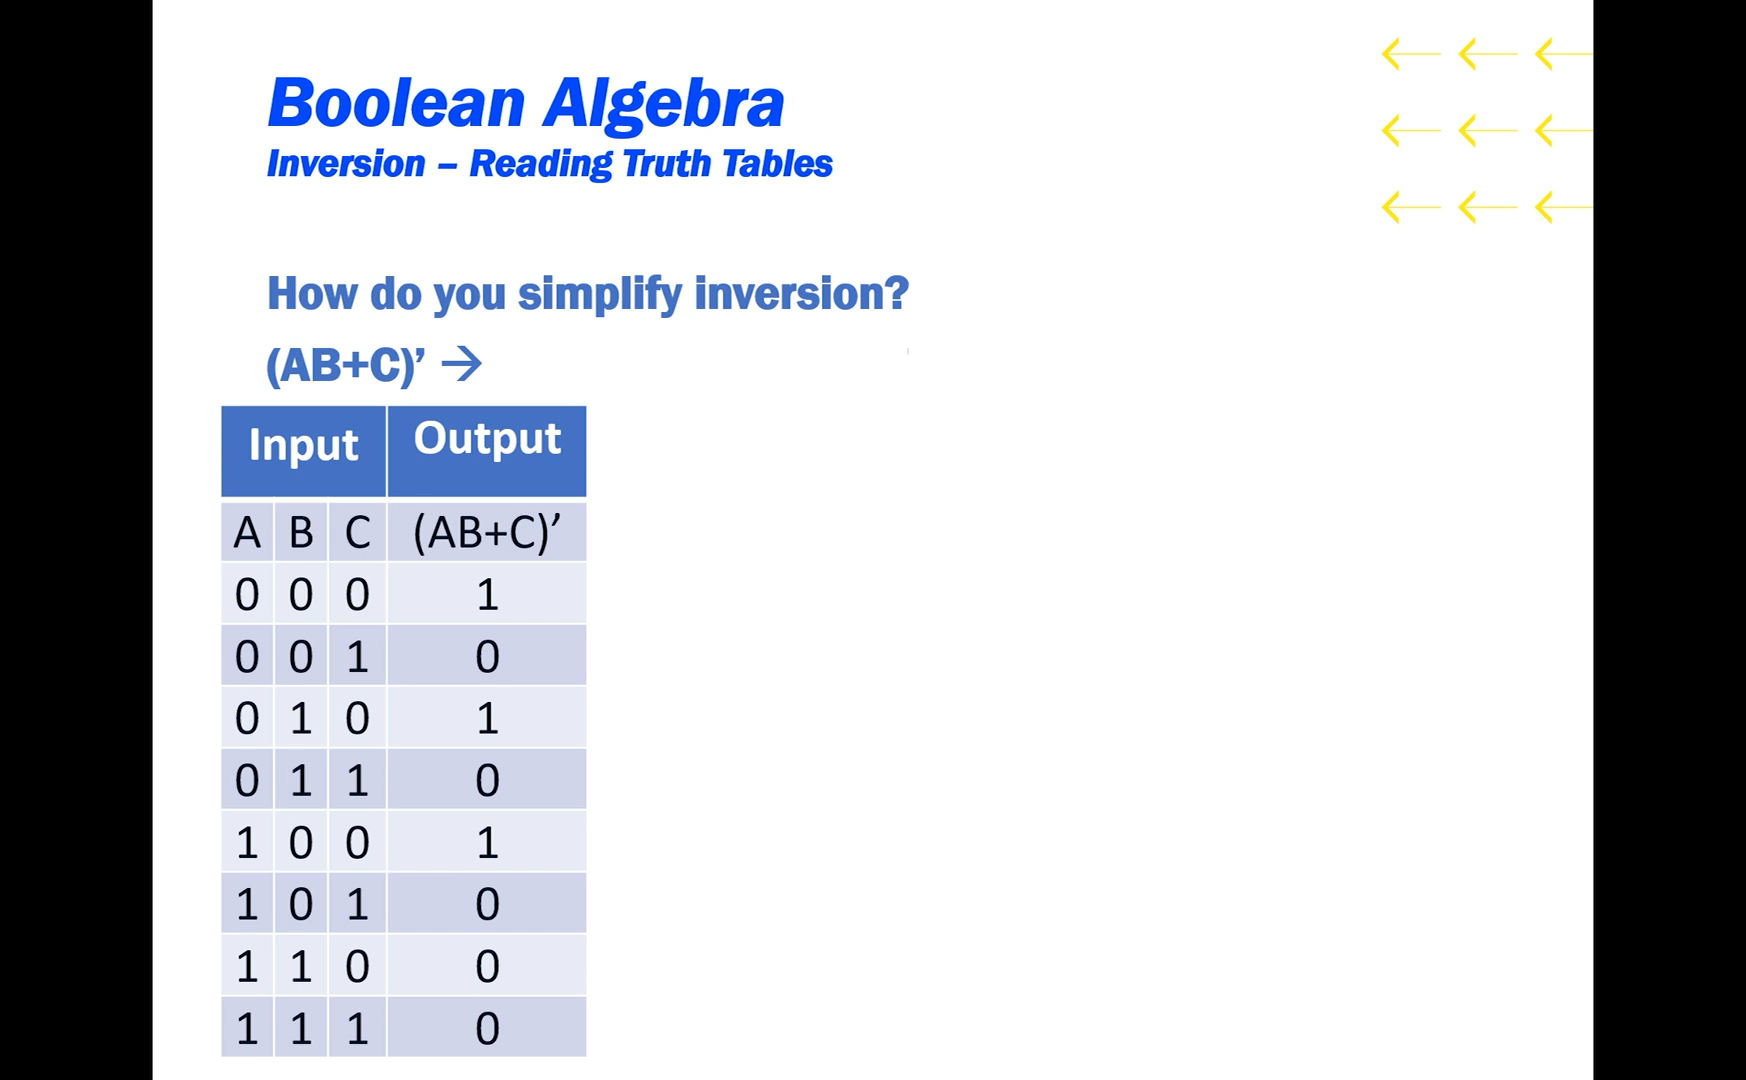 Boolean Algebra
Inversion – Reading Truth Tables
How do you simplify inversion?
(AB+C)’ →
Input Output
A B C (AB+C)’
0 0 0 1
0 0 1 0
0 1 0 1
0 1 1 0
1 0 0 1
1 0 1 0
1 1 0 0
1 1 1 0